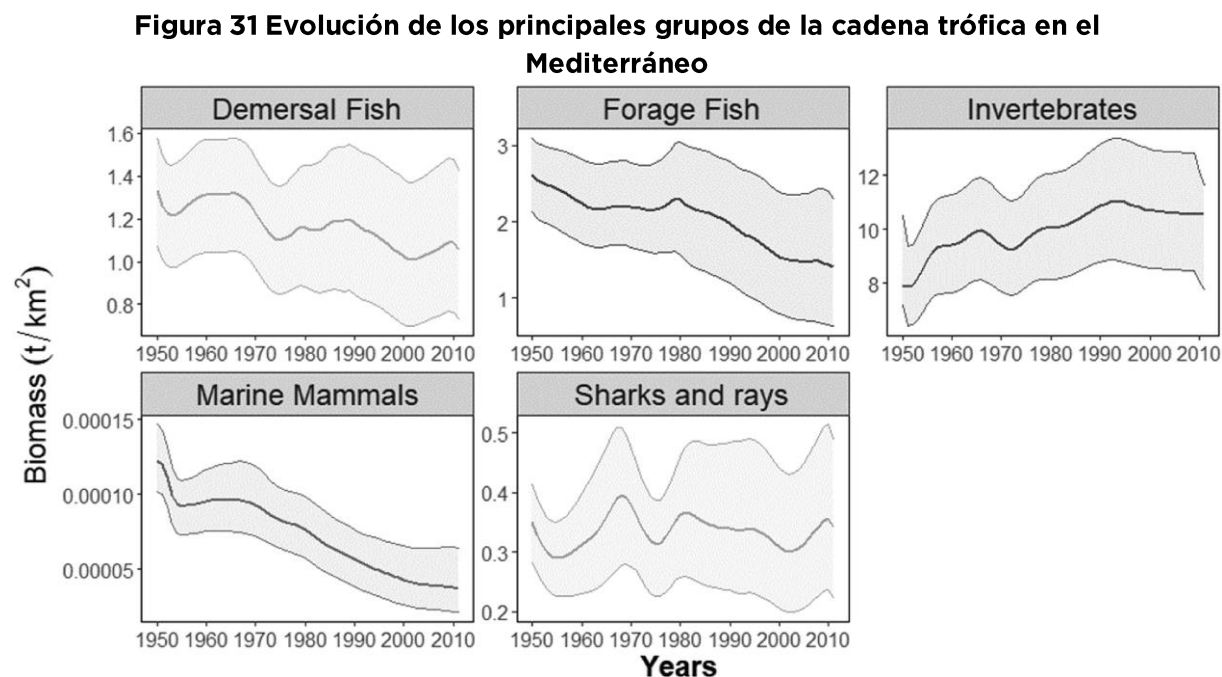 Figura 31 Evolución de los principales grupos de la cadena trófica en el
Mediterráneo
Demersal Fish
Forage Fish
Invertebrates
1.6
1.4
1.2
1.0
0.8
3
2
1
12
10
8
1950 1960 1970 1980 1990 2000 2010
1950 1960 1970 1980 1990 2000 2010
1950 1960 1970 1980 1990 2000 2010
Biomass (t/km²)
Marine Mammals
Sharks and rays
0.00015
0.00010
0.00005
0.5
0.4
0.3
0.2
1950 1960 1970 1980 1990 2000 2010
1950 1960 1970 1980 1990 2000 2010
Years